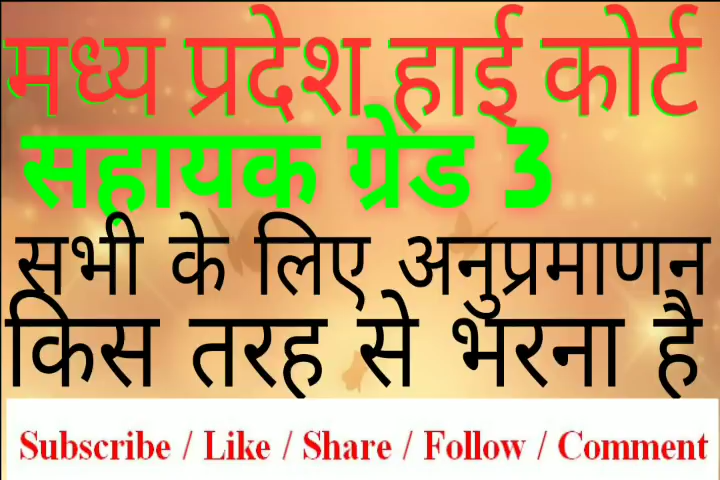 मध्य प्रदेश हाई कोर्ट
सहायक ग्रेड 3
सभी के लिए अनुप्रमाणन
किस तरह से भरना है
Subscribe / Like / Share / Follow / Comment